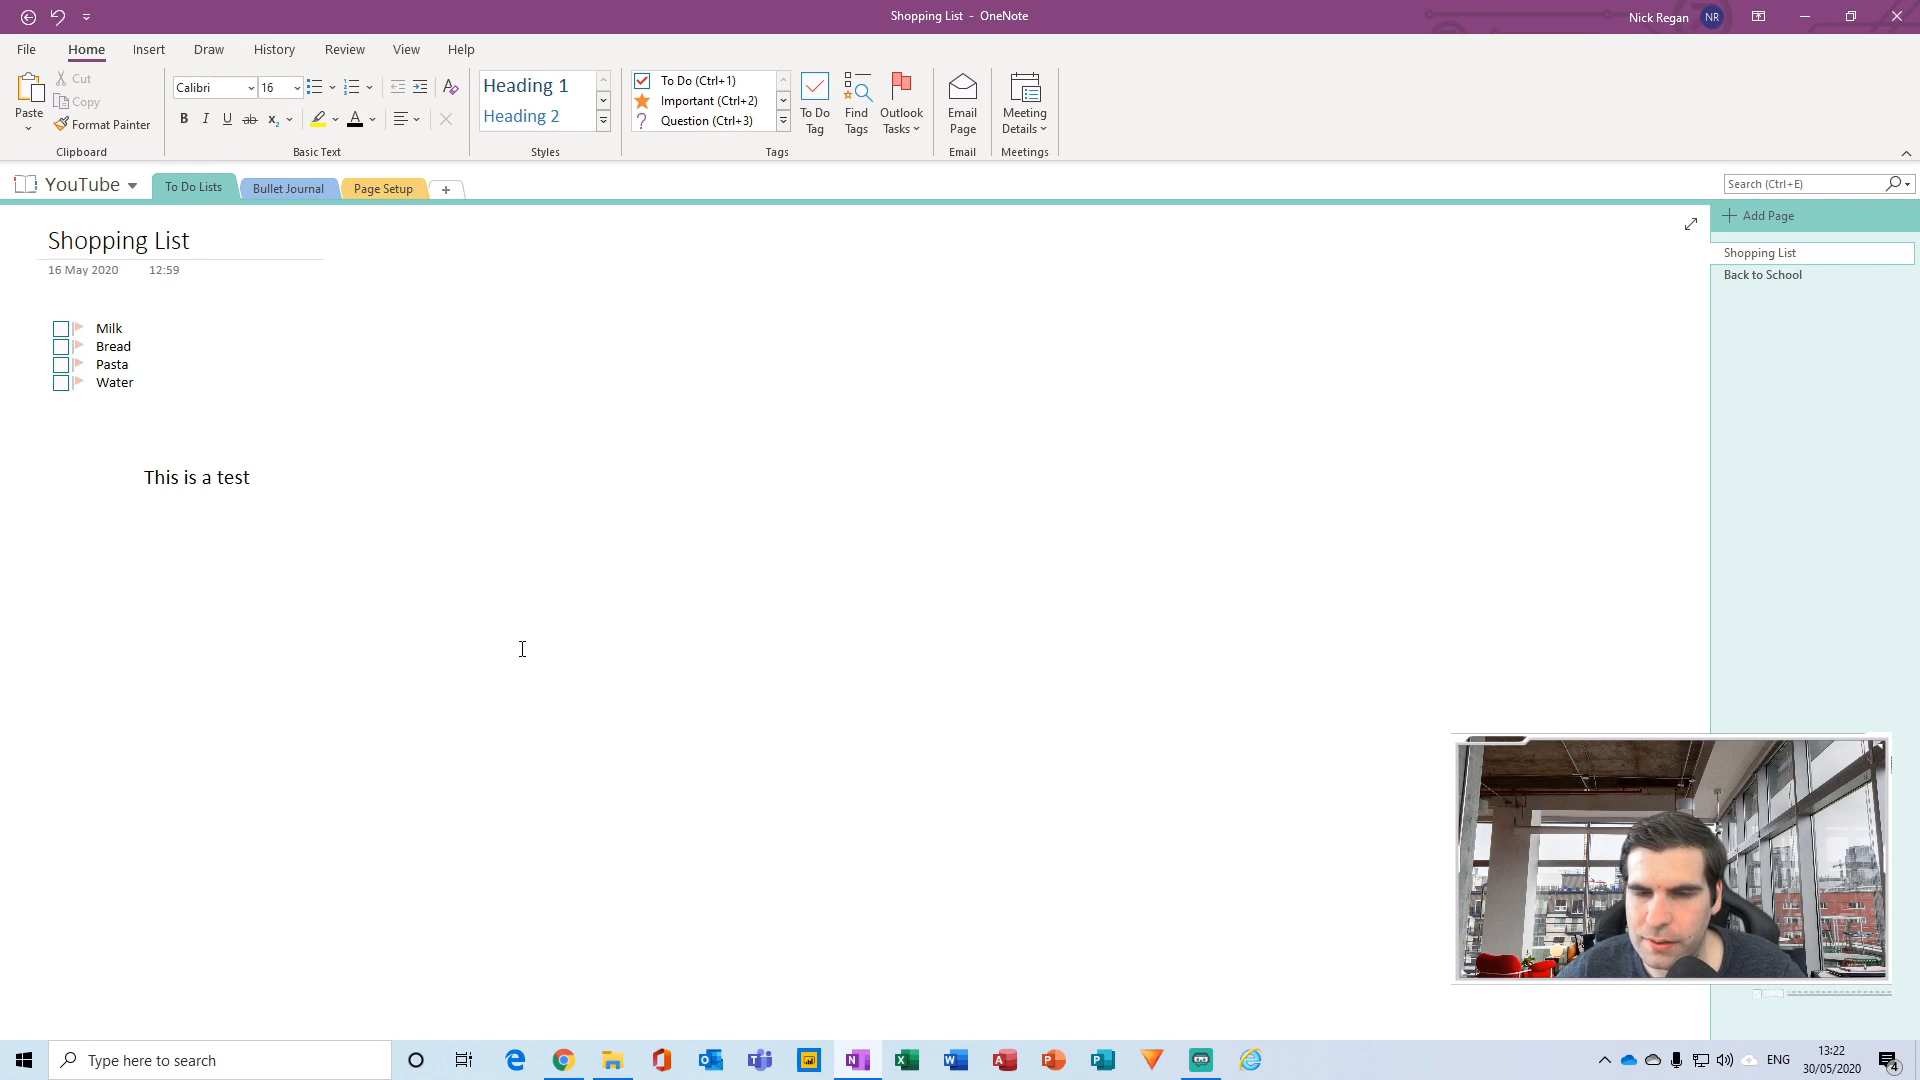 Shopping List - OneNote
Nick Regan NR
File Home Insert Draw History Review View Help
Paste
Cut
Copy
Format Painter
Clipboard
Calibri 16
Basic Text
Heading 1
Heading 2
Styles
To Do (Ctrl+1)
Important (Ctrl+2)
Question (Ctrl+3)
To Do Tag
Find Tags
Outlook Tasks
Tags
Email Page
Email
Meeting Details
Meetings
YouTube To Do Lists Bullet Journal Page Setup +
Search (Ctrl+E)
Add Page
Shopping List
Back to School
Shopping List
16 May 2020 12:59
Milk
Bread
Pasta
Water
This is a test
Type here to search
ENG
13:22
30/05/2020
4